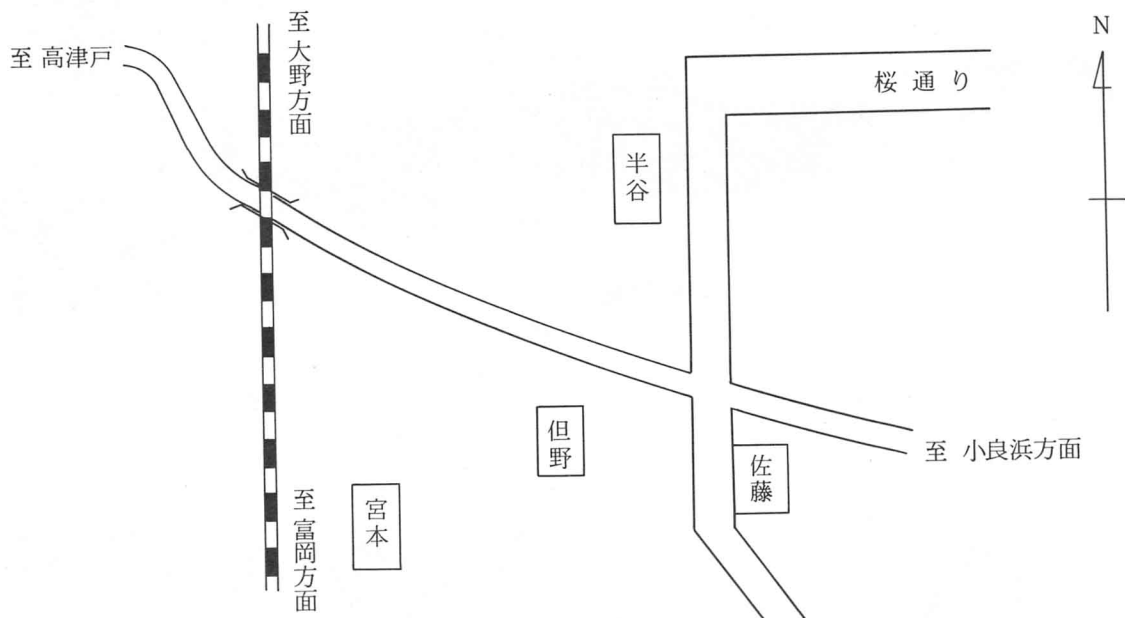 至 高津戸
至 大野方面
桜通り
N
半谷
但野
佐藤
至 小良浜方面
宮本
至 富岡方面